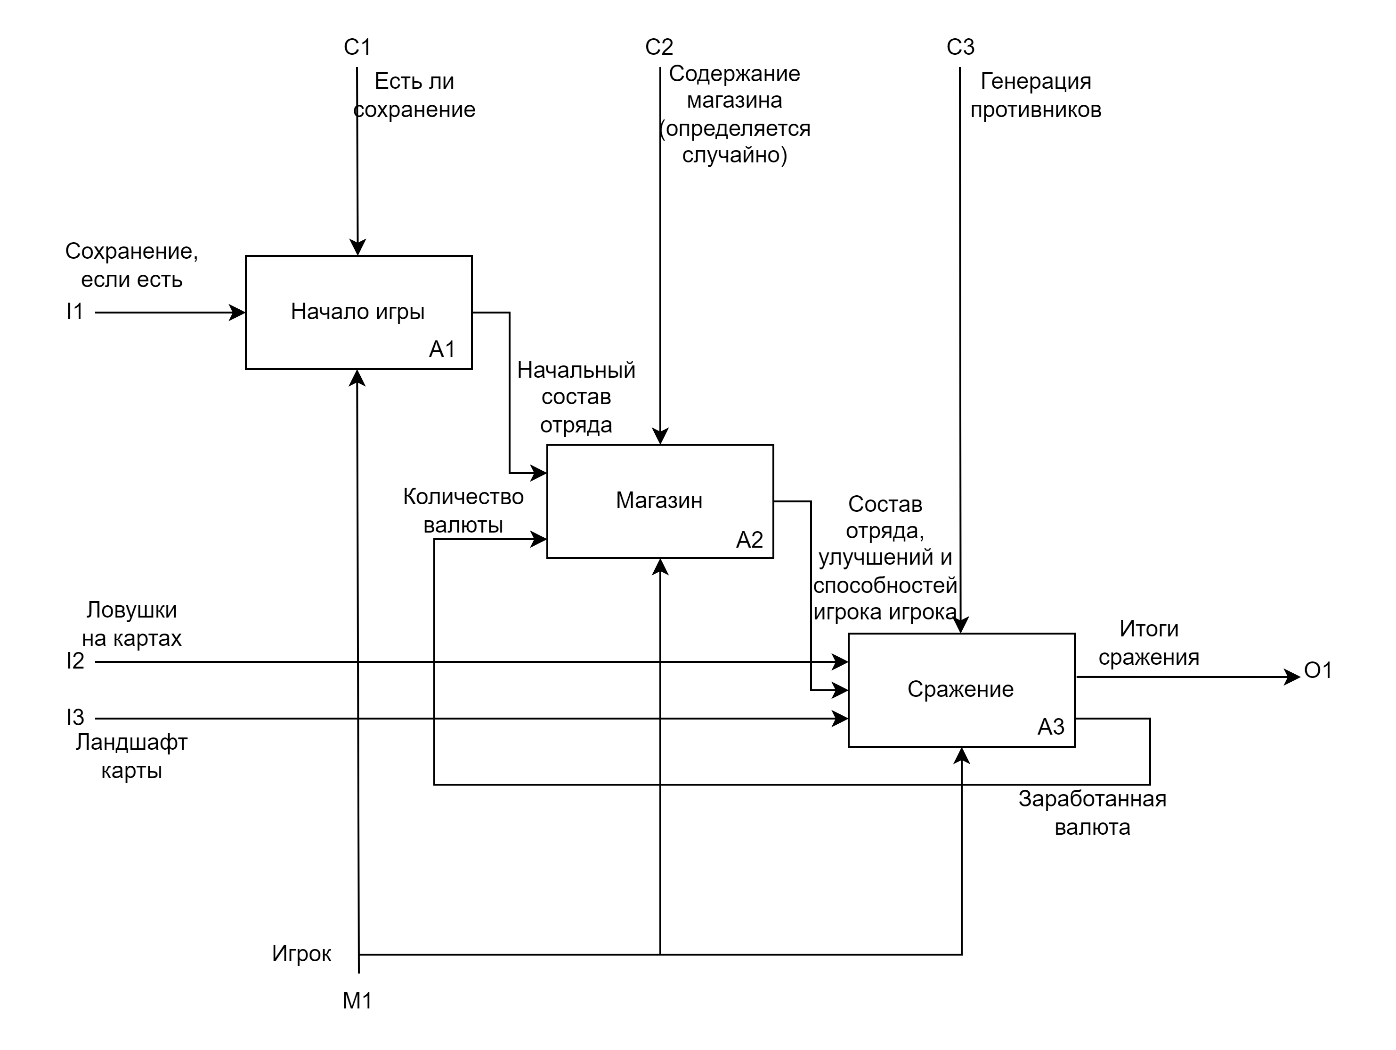 C1
Есть ли
сохранение
C2
Содержание
магазина
(определяется
случайно)
C3
Генерация
противников
Сохранение,
если есть
I1
Начало игры
A1
Начальный
состав
отряда
Количество
валюты
Магазин
A2
Состав
отряда,
улучшений и
способностей
игрока игрока
Ловушки
на картах
I2
I3
Ландшафт
карты
Сражение
A3
Итоги
сражения
O1
Заработанная
валюта
Игрок
M1